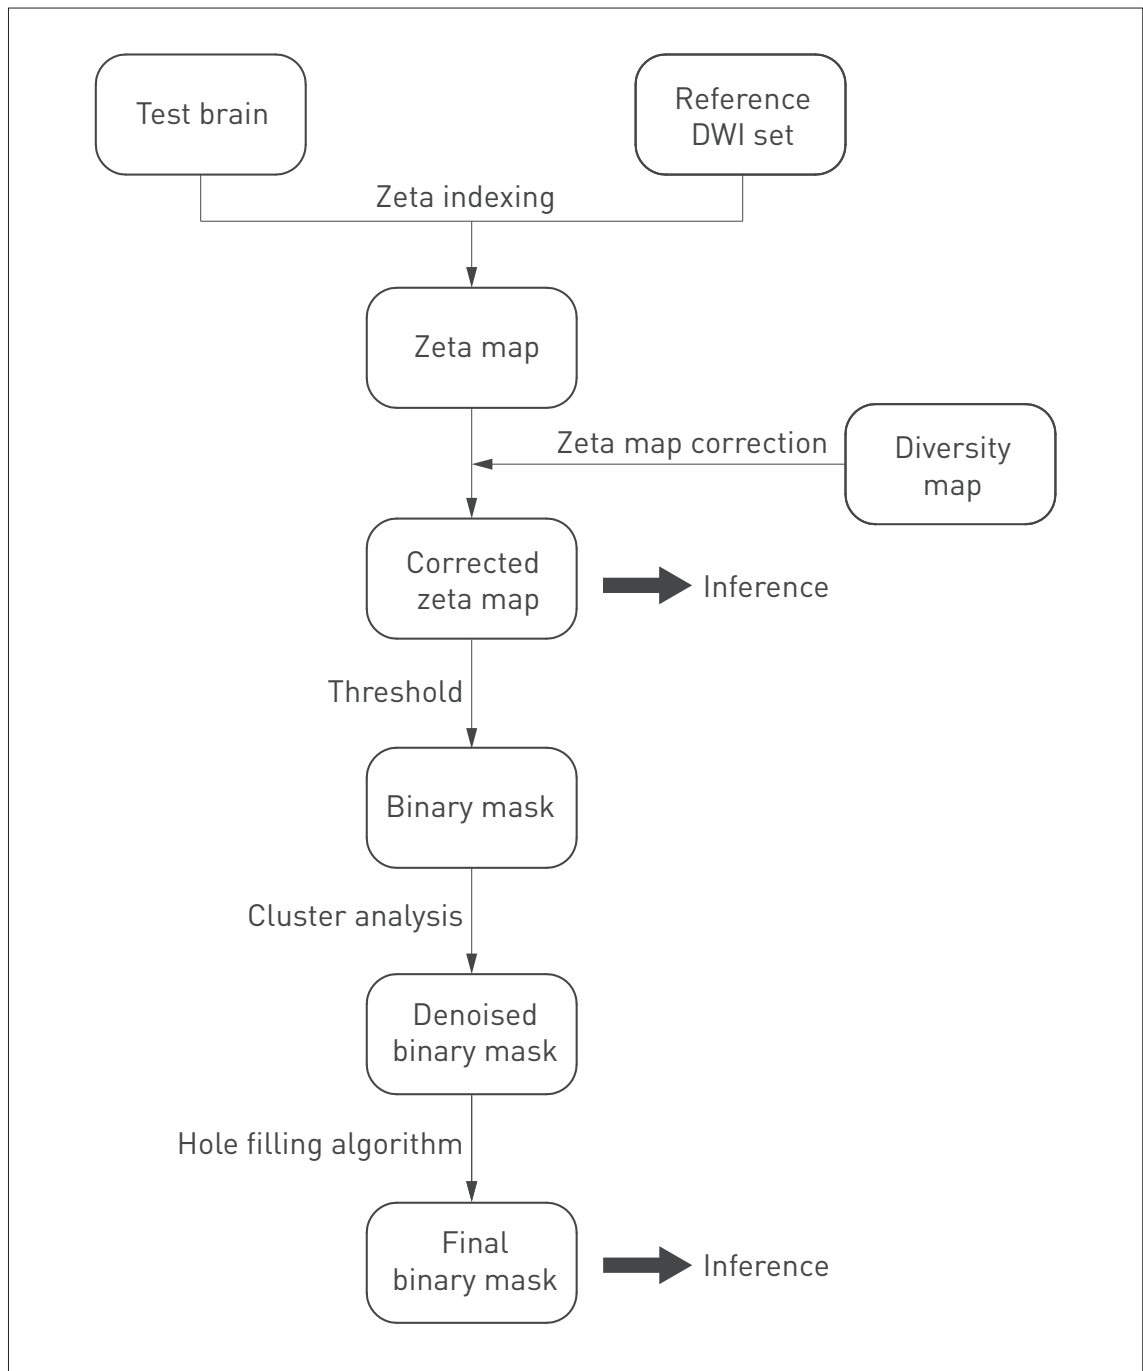 Test brain
Reference
DWI set
Zeta indexing
Zeta map
Zeta map correction
Diversity
map
Corrected
zeta map
Inference
Threshold
Binary mask
Cluster analysis
Denoised
binary mask
Hole filling algorithm
Final
binary mask
Inference